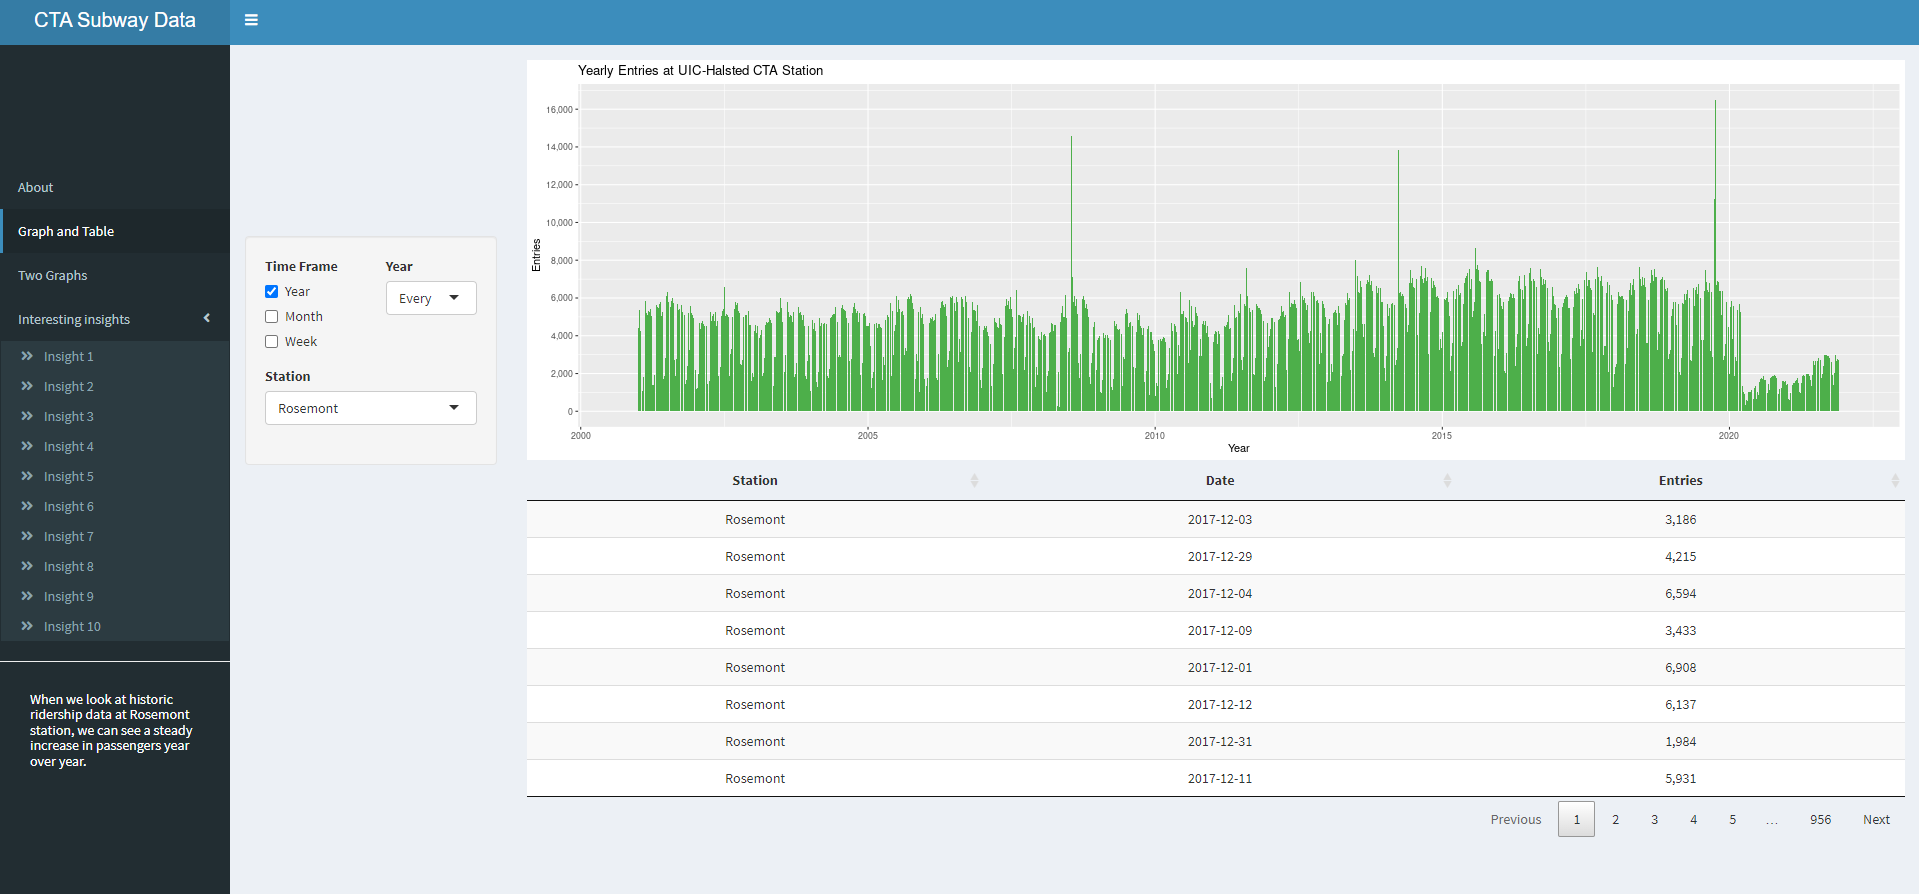 CTA Subway Data
About
Graph and Table
Two Graphs
Interesting insights
Insight 1
Insight 2
Insight 3
Insight 4
Insight 5
Insight 6
Insight 7
Insight 8
Insight 9
Insight 10
When we look at historic
ridership data at Rosemont
station, we can see a steady
increase in passengers year
over year.
Time Frame
Year
Month
Week
Year
Every
Station
Rosemont
Yearly Entries at UIC-Halsted CTA Station
Entries
16,000
14,000
12,000
10,000
8,000
6,000
4,000
2,000
0
2000 2005 2010 2015 2020
Year
Station Date Entries
Rosemont 2017-12-03 3,186
Rosemont 2017-12-29 4,215
Rosemont 2017-12-04 6,594
Rosemont 2017-12-09 3,433
Rosemont 2017-12-01 6,908
Rosemont 2017-12-12 6,137
Rosemont 2017-12-31 1,984
Rosemont 2017-12-11 5,931
Previous 1 2 3 4 5 … 956 Next